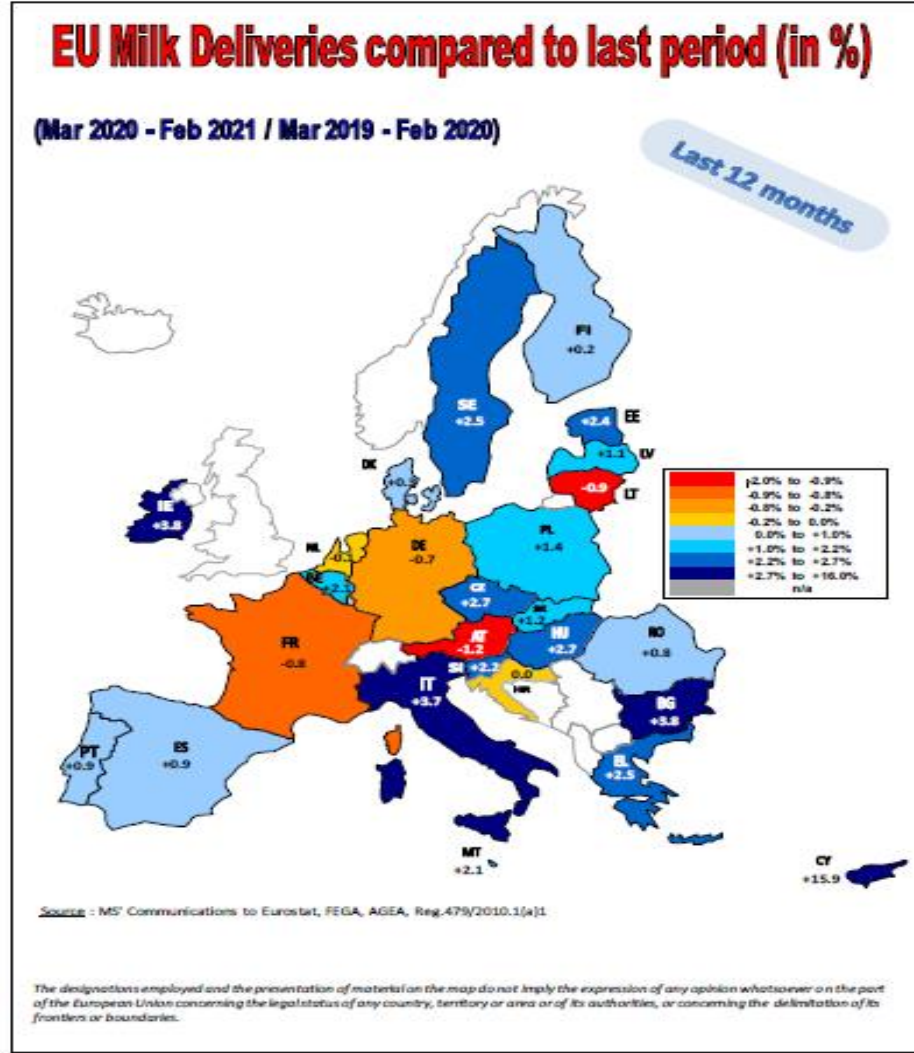 EU Milk Deliveries compared to last period (in %)
(Mar 2020 - Feb 2021 / Mar 2019 - Feb 2020)
Last 12 months
FI
+0.2
SE
+2.5
+2.4
EE
+1.1
LV
DK
-0.9
LT
IE
+3.8
NL
DE
-0.7
PL
+1.4
+2.1
CZ
+2.7
+1.2
FR
-0.8
AT
-1.2
HU
+2.7
RO
+0.8
SI
+2.2
0.0
HR
IT
+3.7
BG
+3.8
PT
+0.9
ES
+0.9
EL
+2.5
MT
+2.1
CY
+15.9
-2.0% to -0.9%
-0.9% to -0.8%
-0.8% to -0.2%
-0.2% to 0.0%
0.0% to +1.0%
+1.0% to +2.2%
+2.2% to +2.7%
+2.7% to +16.0%
n/a
Source : MS' Communications to Eurostat, FEGA, AGEA, Reg.479/2010.1(a)1
The designations employed and the presentation of material on the map do not imply the expression of any opinion whatsoever on the part
of the European Union concerning the legal status of any country, territory or area or of its authorities, or concerning the delimitation of its
frontiers or boundaries.